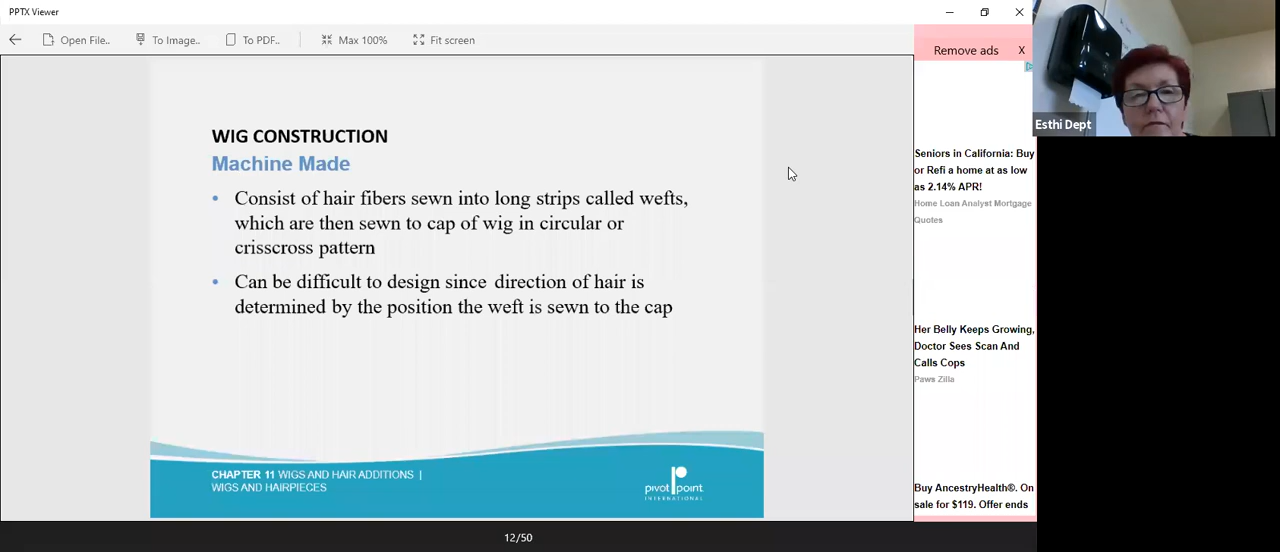 PPTX Viewer
Open File..
To Image..
To PDF..
Max 100%
Fit screen
Remove ads X
WIG CONSTRUCTION
Machine Made
• Consist of hair fibers sewn into long strips called wefts,
which are then sewn to cap of wig in circular or
crisscross pattern
• Can be difficult to design since direction of hair is
determined by the position the weft is sewn to the cap
CHAPTER 11 WIGS AND HAIR ADDITIONS |
WIGS AND HAIRPIECES
pivot point
INTERNATIONAL
12/50
Seniors in California: Buy
or Refi a home at as low
as 2.14% APR!
Home Loan Analyst Mortgage
Quotes
Her Belly Keeps Growing,
Doctor Sees Scan And
Calls Cops
Paws Zilla
Buy AncestryHealth®. On
sale for $119. Offer ends
Esthi Dept